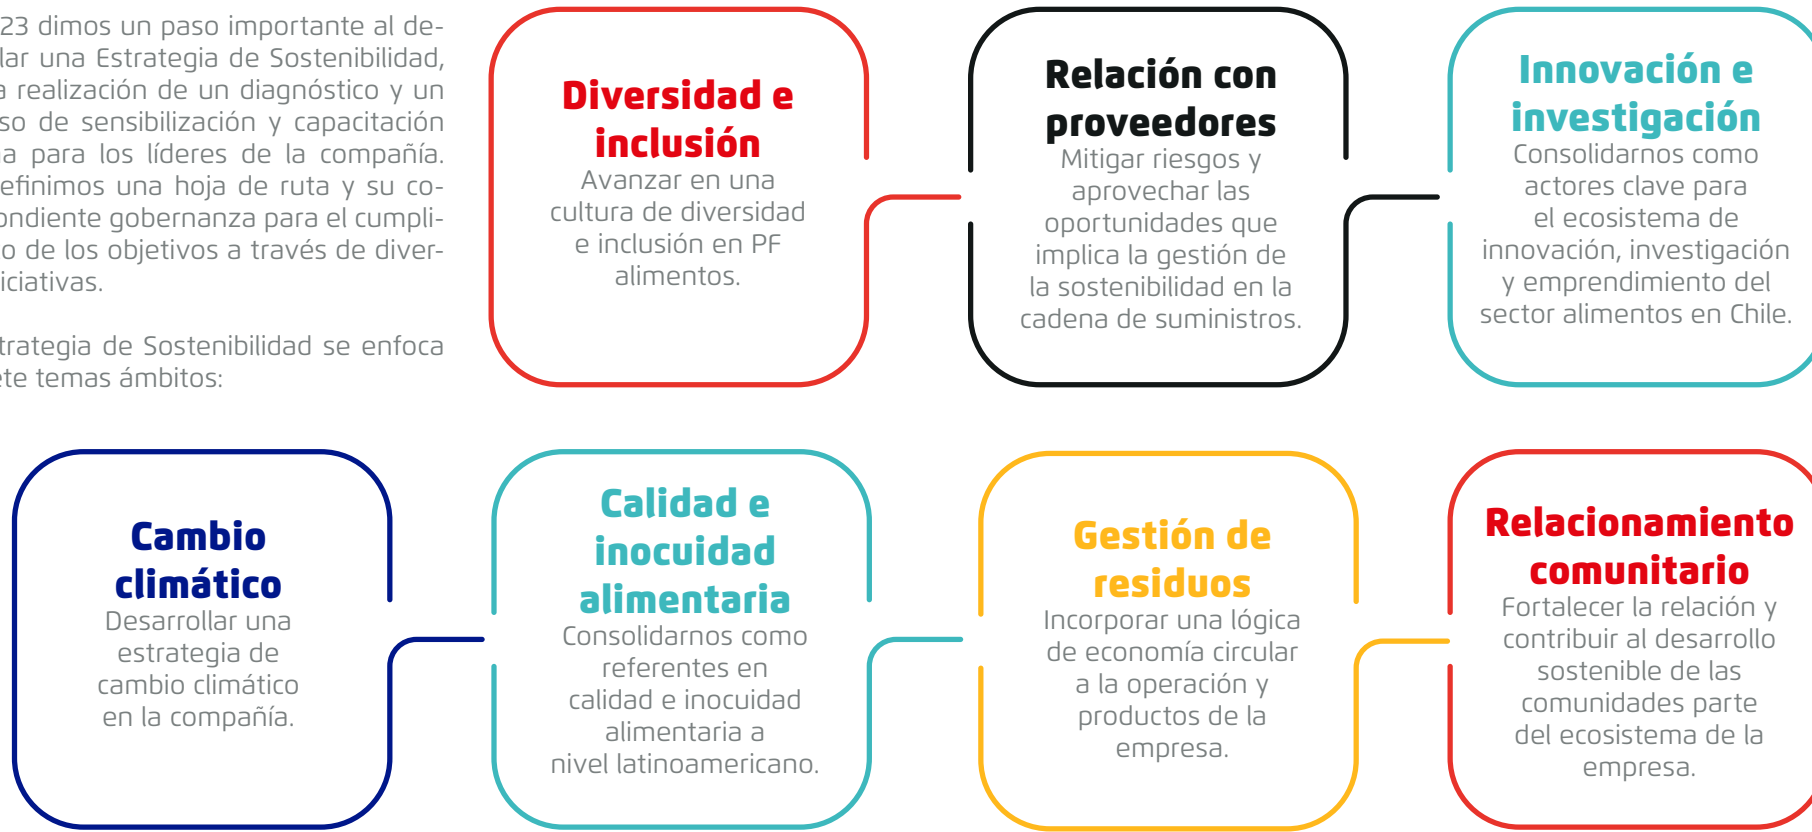 23 dimos un paso importante al de-
lar una Estrategia de Sostenibilidad,
a realización de un diagnóstico y un
so de sensibilización y capacitación
na para los líderes de la compañía.
efinimos una hoja de ruta y su co-
pondiente gobernanza para el cumpli-
o de los objetivos a través de diver-
iciativas.
trategia de Sostenibilidad se enfoca
ete temas ámbitos:
Diversidad e
inclusión
Avanzar en una
cultura de diversidad
e inclusión en PF
alimentos.
Relación con
proveedores
Mitigar riesgos y
aprovechar las
oportunidades que
implica la gestión de
la sostenibilidad en la
cadena de suministros.
Innovación e
investigación
Consolidarnos como
actores clave para
el ecosistema de
innovación, investigación
y emprendimiento del
sector alimentos en Chile.
Cambio
climático
Desarrollar una
estrategia de
cambio climático
en la compañía.
Calidad e
inocuidad
alimentaria
Consolidarnos como
referentes en
calidad e inocuidad
alimentaria a
nivel latinoamericano.
Gestión de
residuos
Incorporar una lógica
de economía circular
a la operación y
productos de la
empresa.
Relacionamiento
comunitario
Fortalecer la relación y
contribuir al desarrollo
sostenible de las
comunidades parte
del ecosistema de la
empresa.